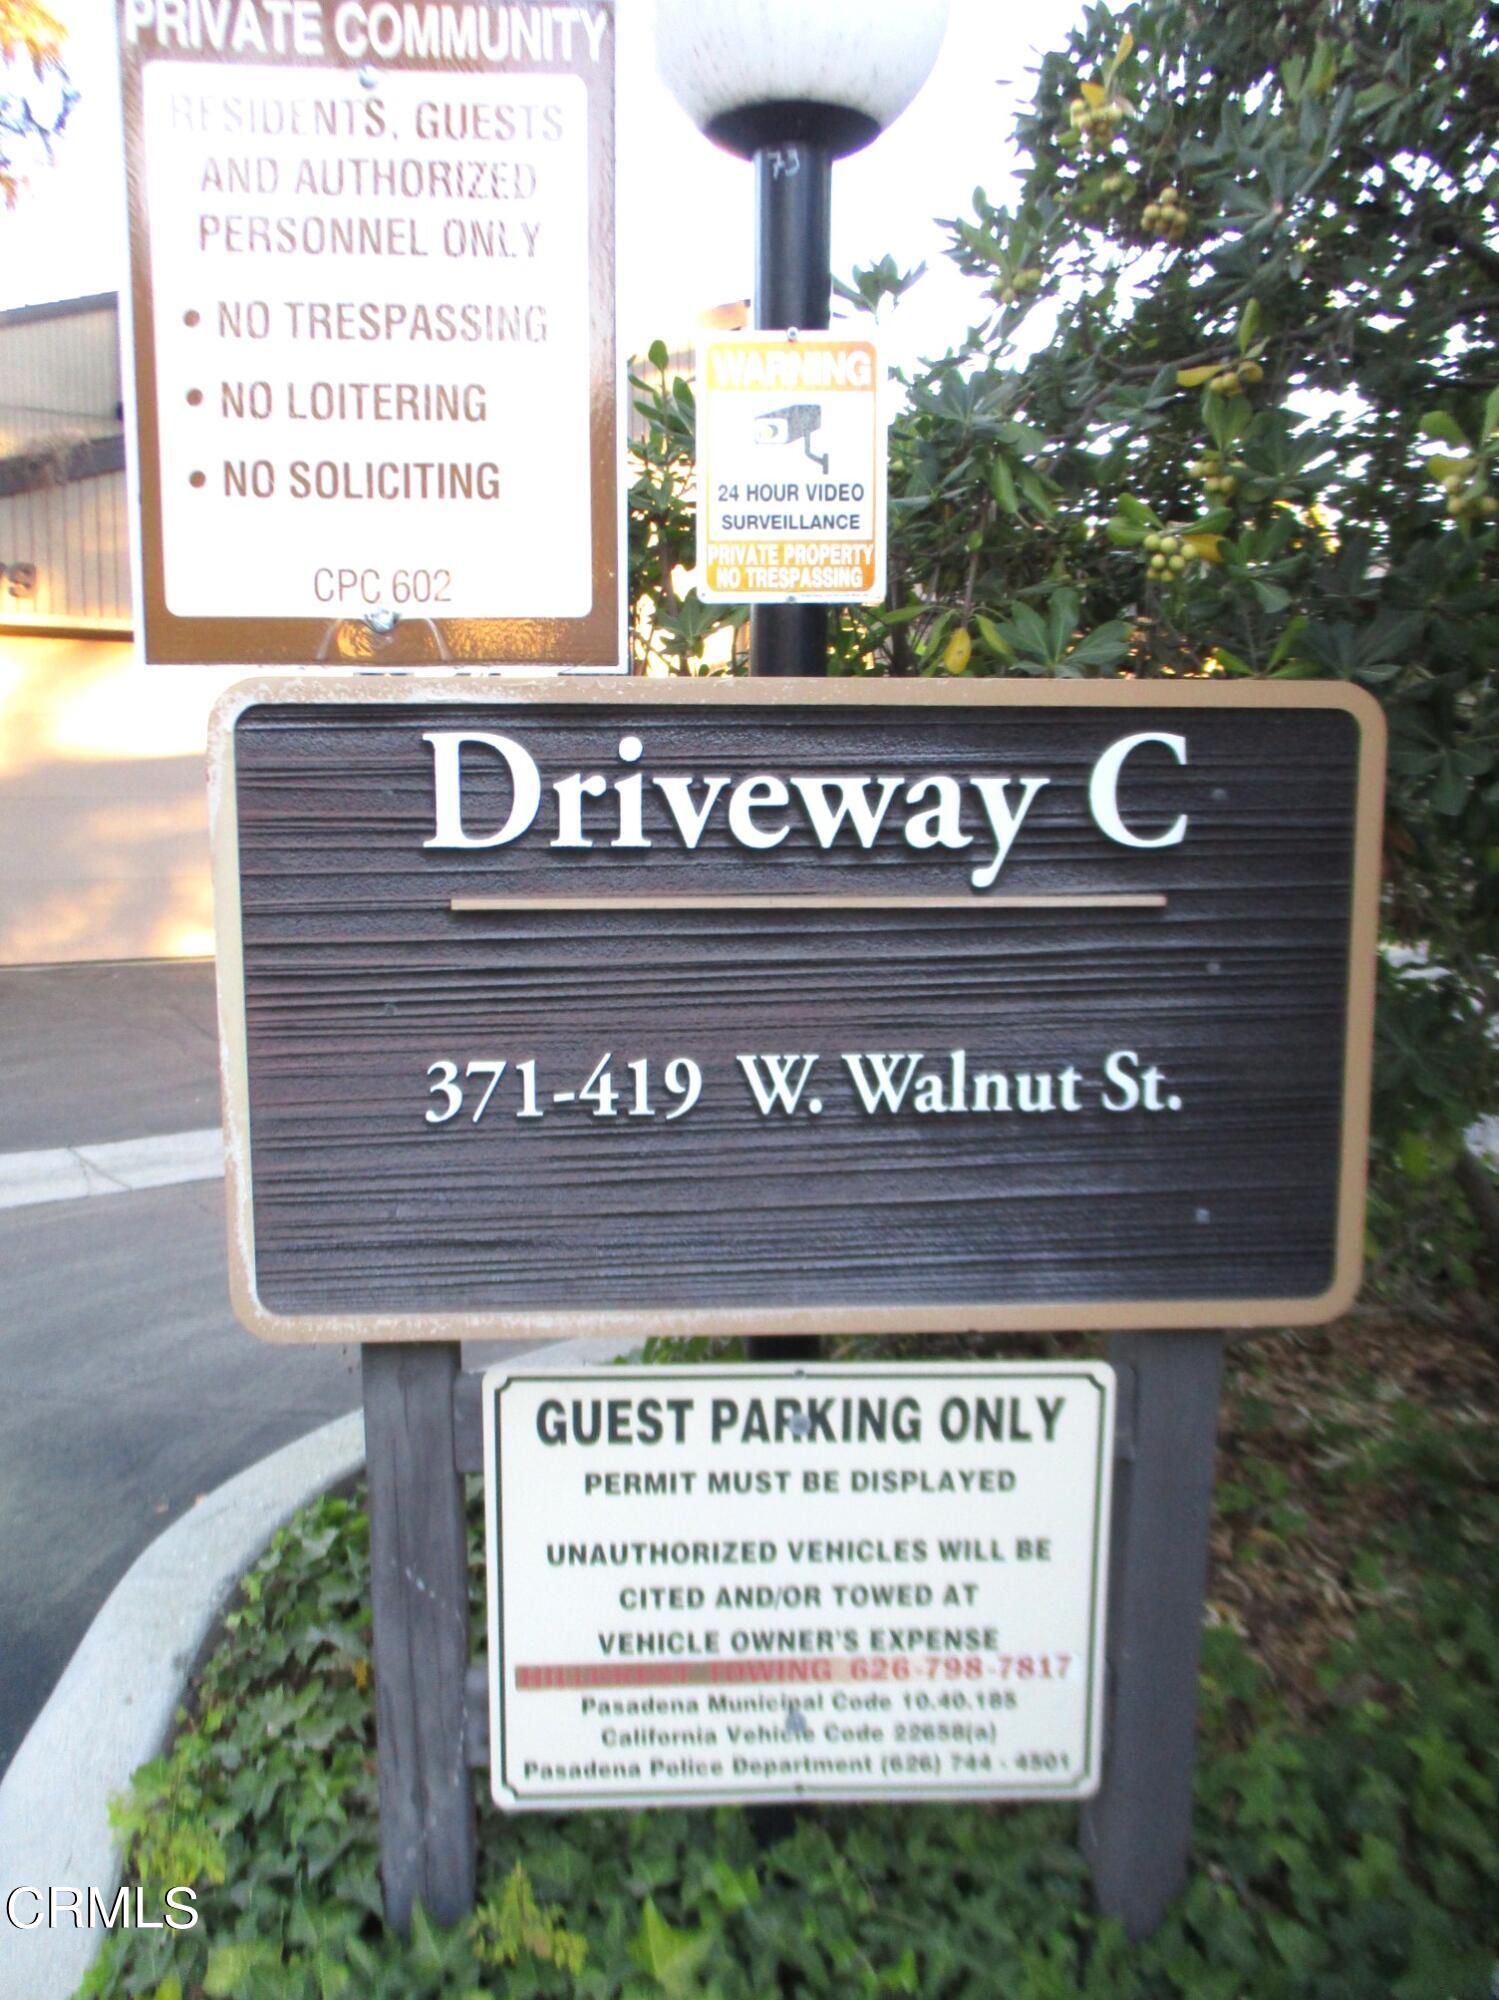 PRIVATE COMMUNITY
RESIDENTS, GUESTS
AND AUTHORIZED
PERSONNEL ONLY
• NO TRESPASSING
• NO LOITERING
• NO SOLICITING
CPC 602
73
WARNING
24 HOUR VIDEO
SURVEILLANCE
PRIVATE PROPERTY
NO TRESPASSING
Driveway C
371-419 W. Walnut St.
GUEST PARKING ONLY
PERMIT MUST BE DISPLAYED
UNAUTHORIZED VEHICLES WILL BE
CITED AND/OR TOWED AT
VEHICLE OWNER'S EXPENSE
TOWING 626-798-7817
Pasadena Municipal Code 10.40.185
California Vehicle Code 22658(a)
Pasadena Police Department (626) 744 - 4501
CRMLS